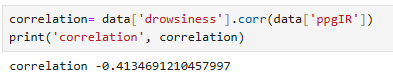 correlation= data['drowsiness'].corr(data['ppgIR'])
print('correlation', correlation)
correlation -0.4134691210457997